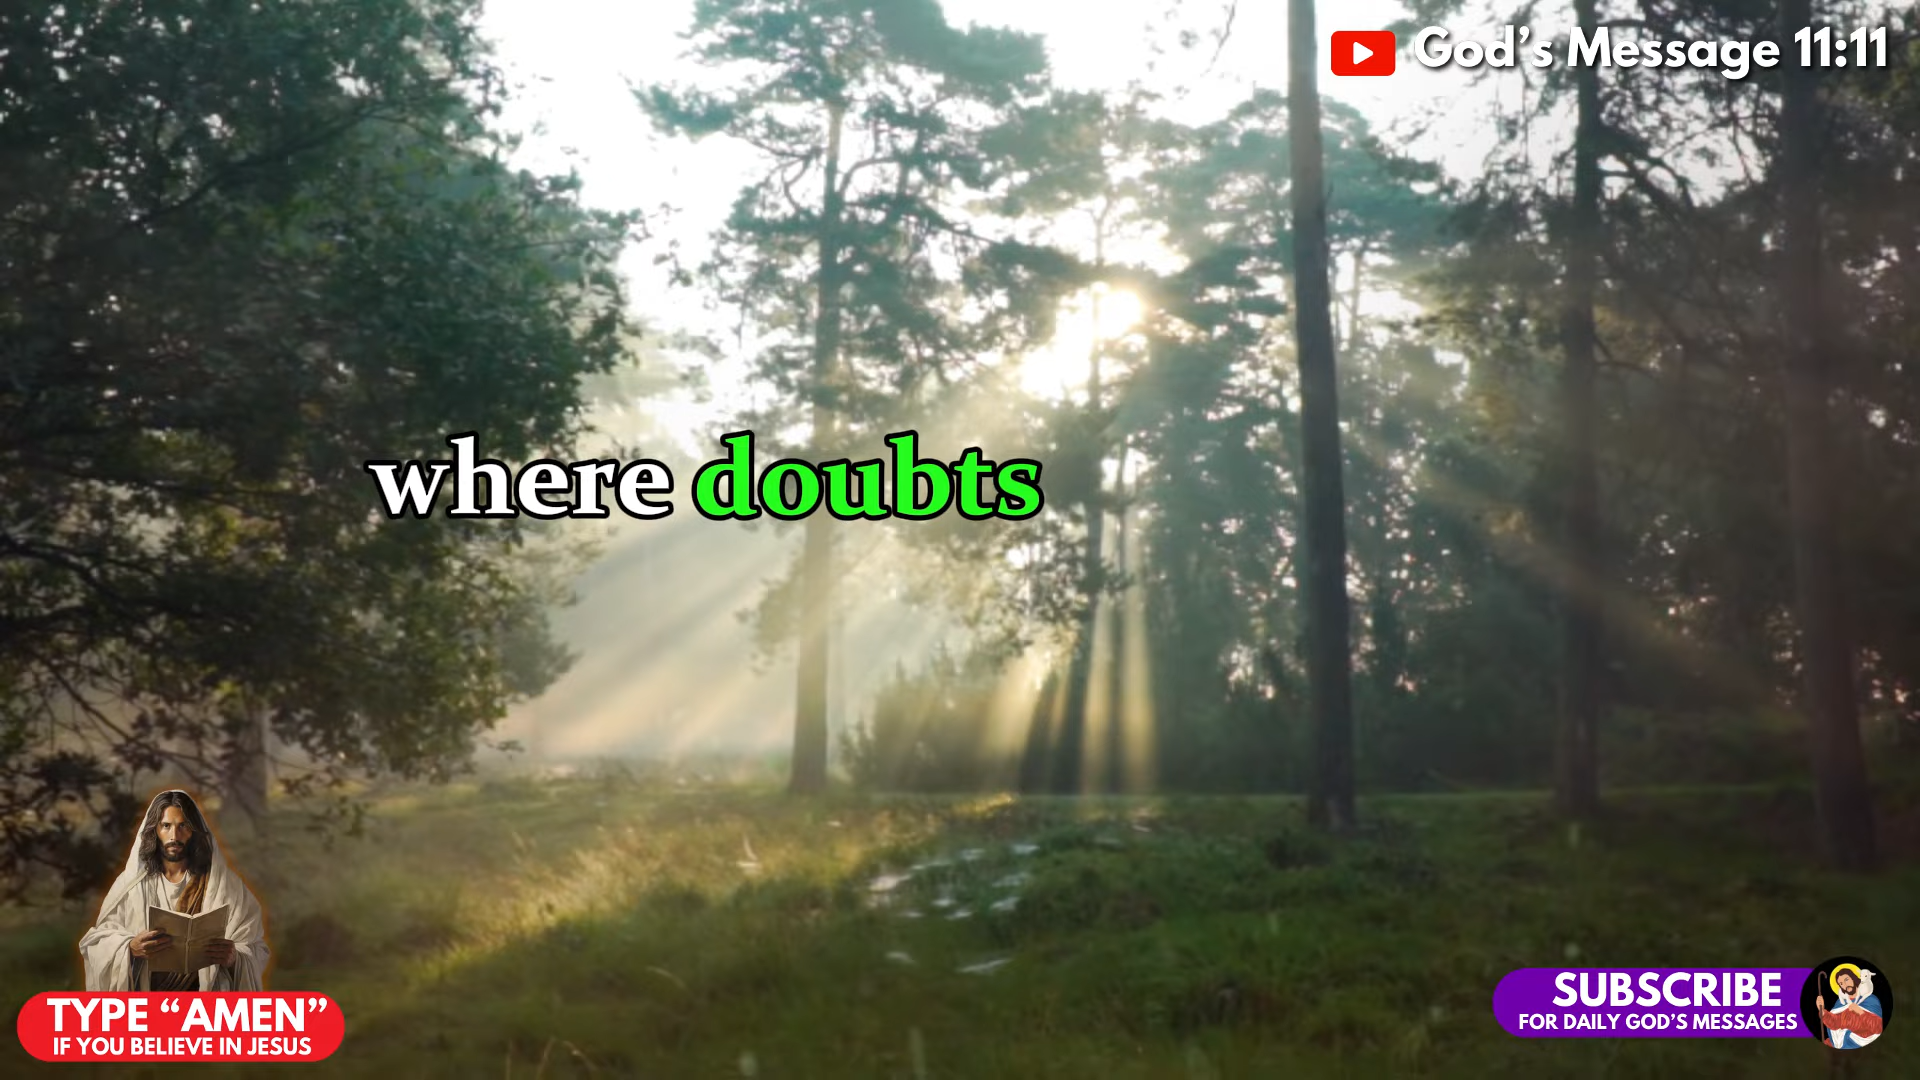 God's Message 11:11
where doubts
TYPE “AMEN”
IF YOU BELIEVE IN JESUS
SUBSCRIBE
FOR DAILY GOD'S MESSAGES